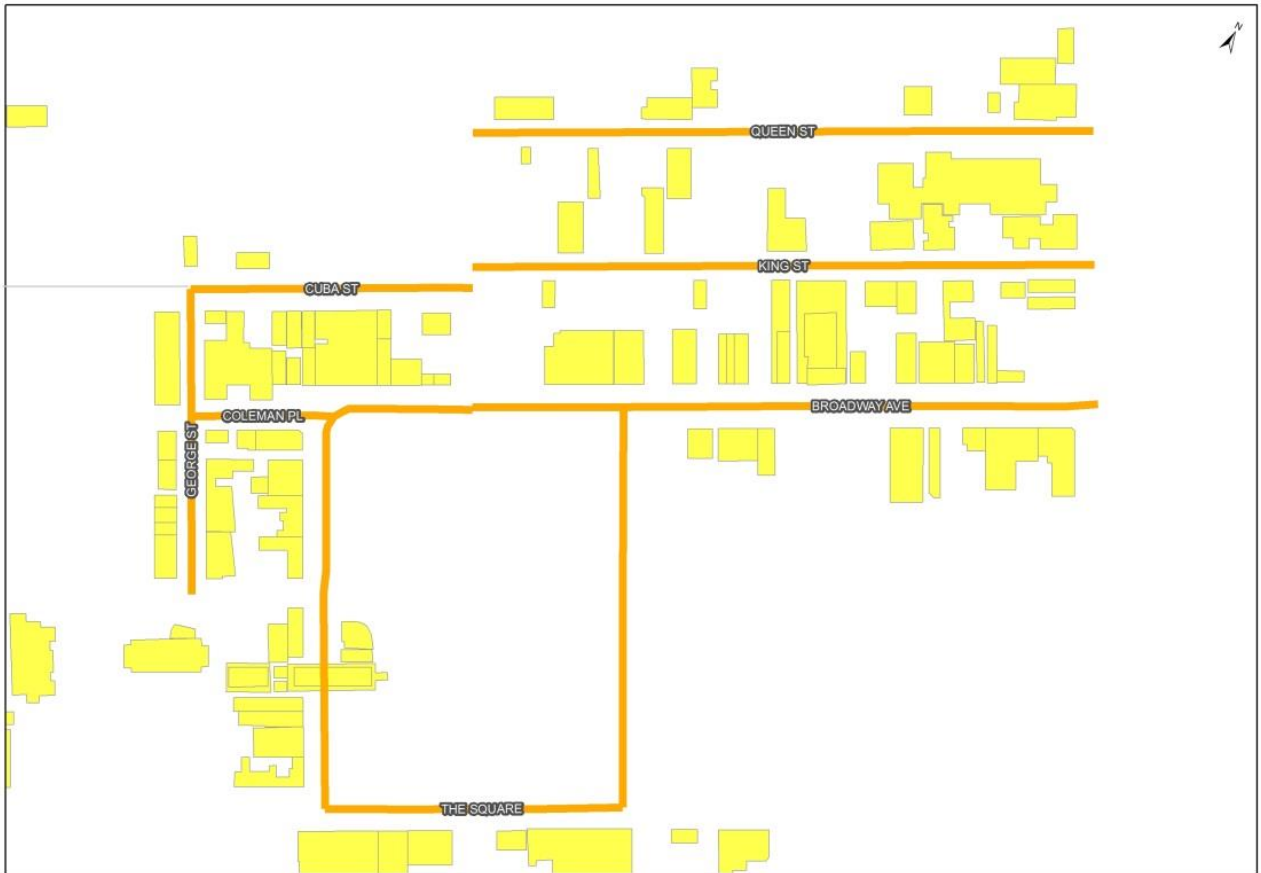 N
QUEEN ST
KING ST
CUBA ST
BROADWAY AVE
COLEMAN PL
GEORGE ST
THE SQUARE